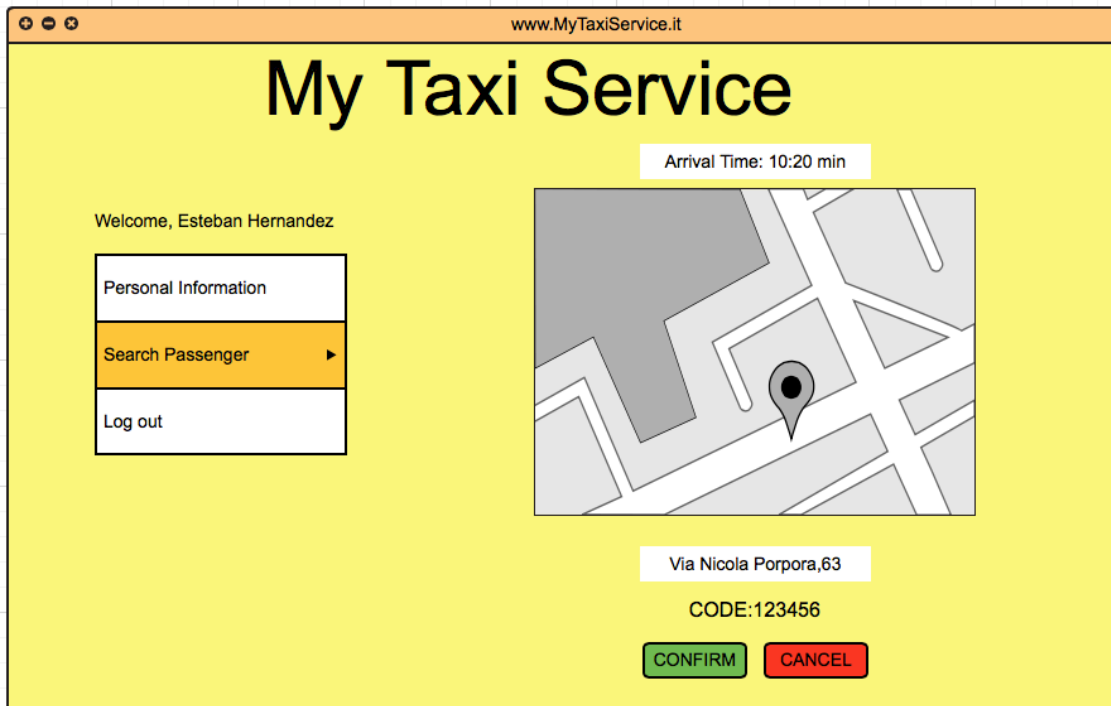 www.MyTaxiService.it
My Taxi Service
Arrival Time: 10:20 min
Welcome, Esteban Hernandez
Personal Information
Search Passenger
Log out
Via Nicola Porpora,63
CODE:123456
CONFIRM
CANCEL